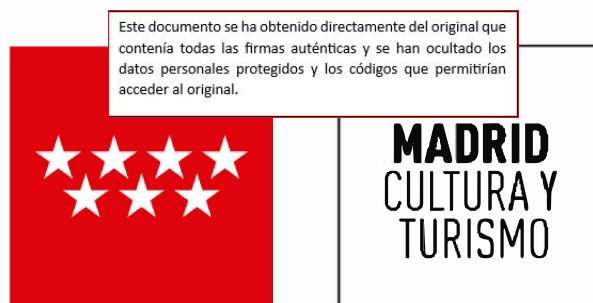 Este documento se ha obtenido directamente del original que
contenía todas las firmas auténticas y se han ocultado los
datos personales protegidos y los códigos que permitirían
acceder al original.
MADRID
CULTURA Y
TURISMO